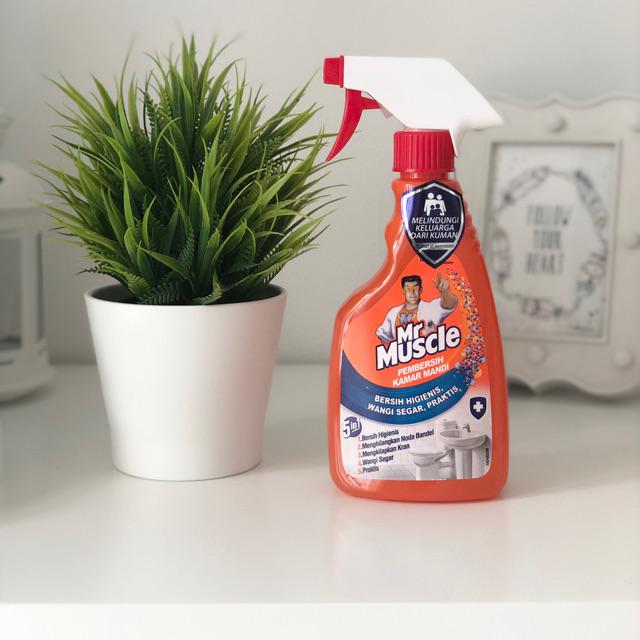 MELINDUNGI
KELUARGA
DARI KUMAN
Mr
Muscle
PEMBERSIH
KAMAR MANDI
BERSIH HIGIENIS,
WANGI SEGAR, PRAKTIS
5in1
1.Bersih Higienis
2.Menghilangkan Noda Bandel
3.Mengkilapkan Kran
4.Wangi Segar
5.Praktis
FOLLOW
YOUR
HEART